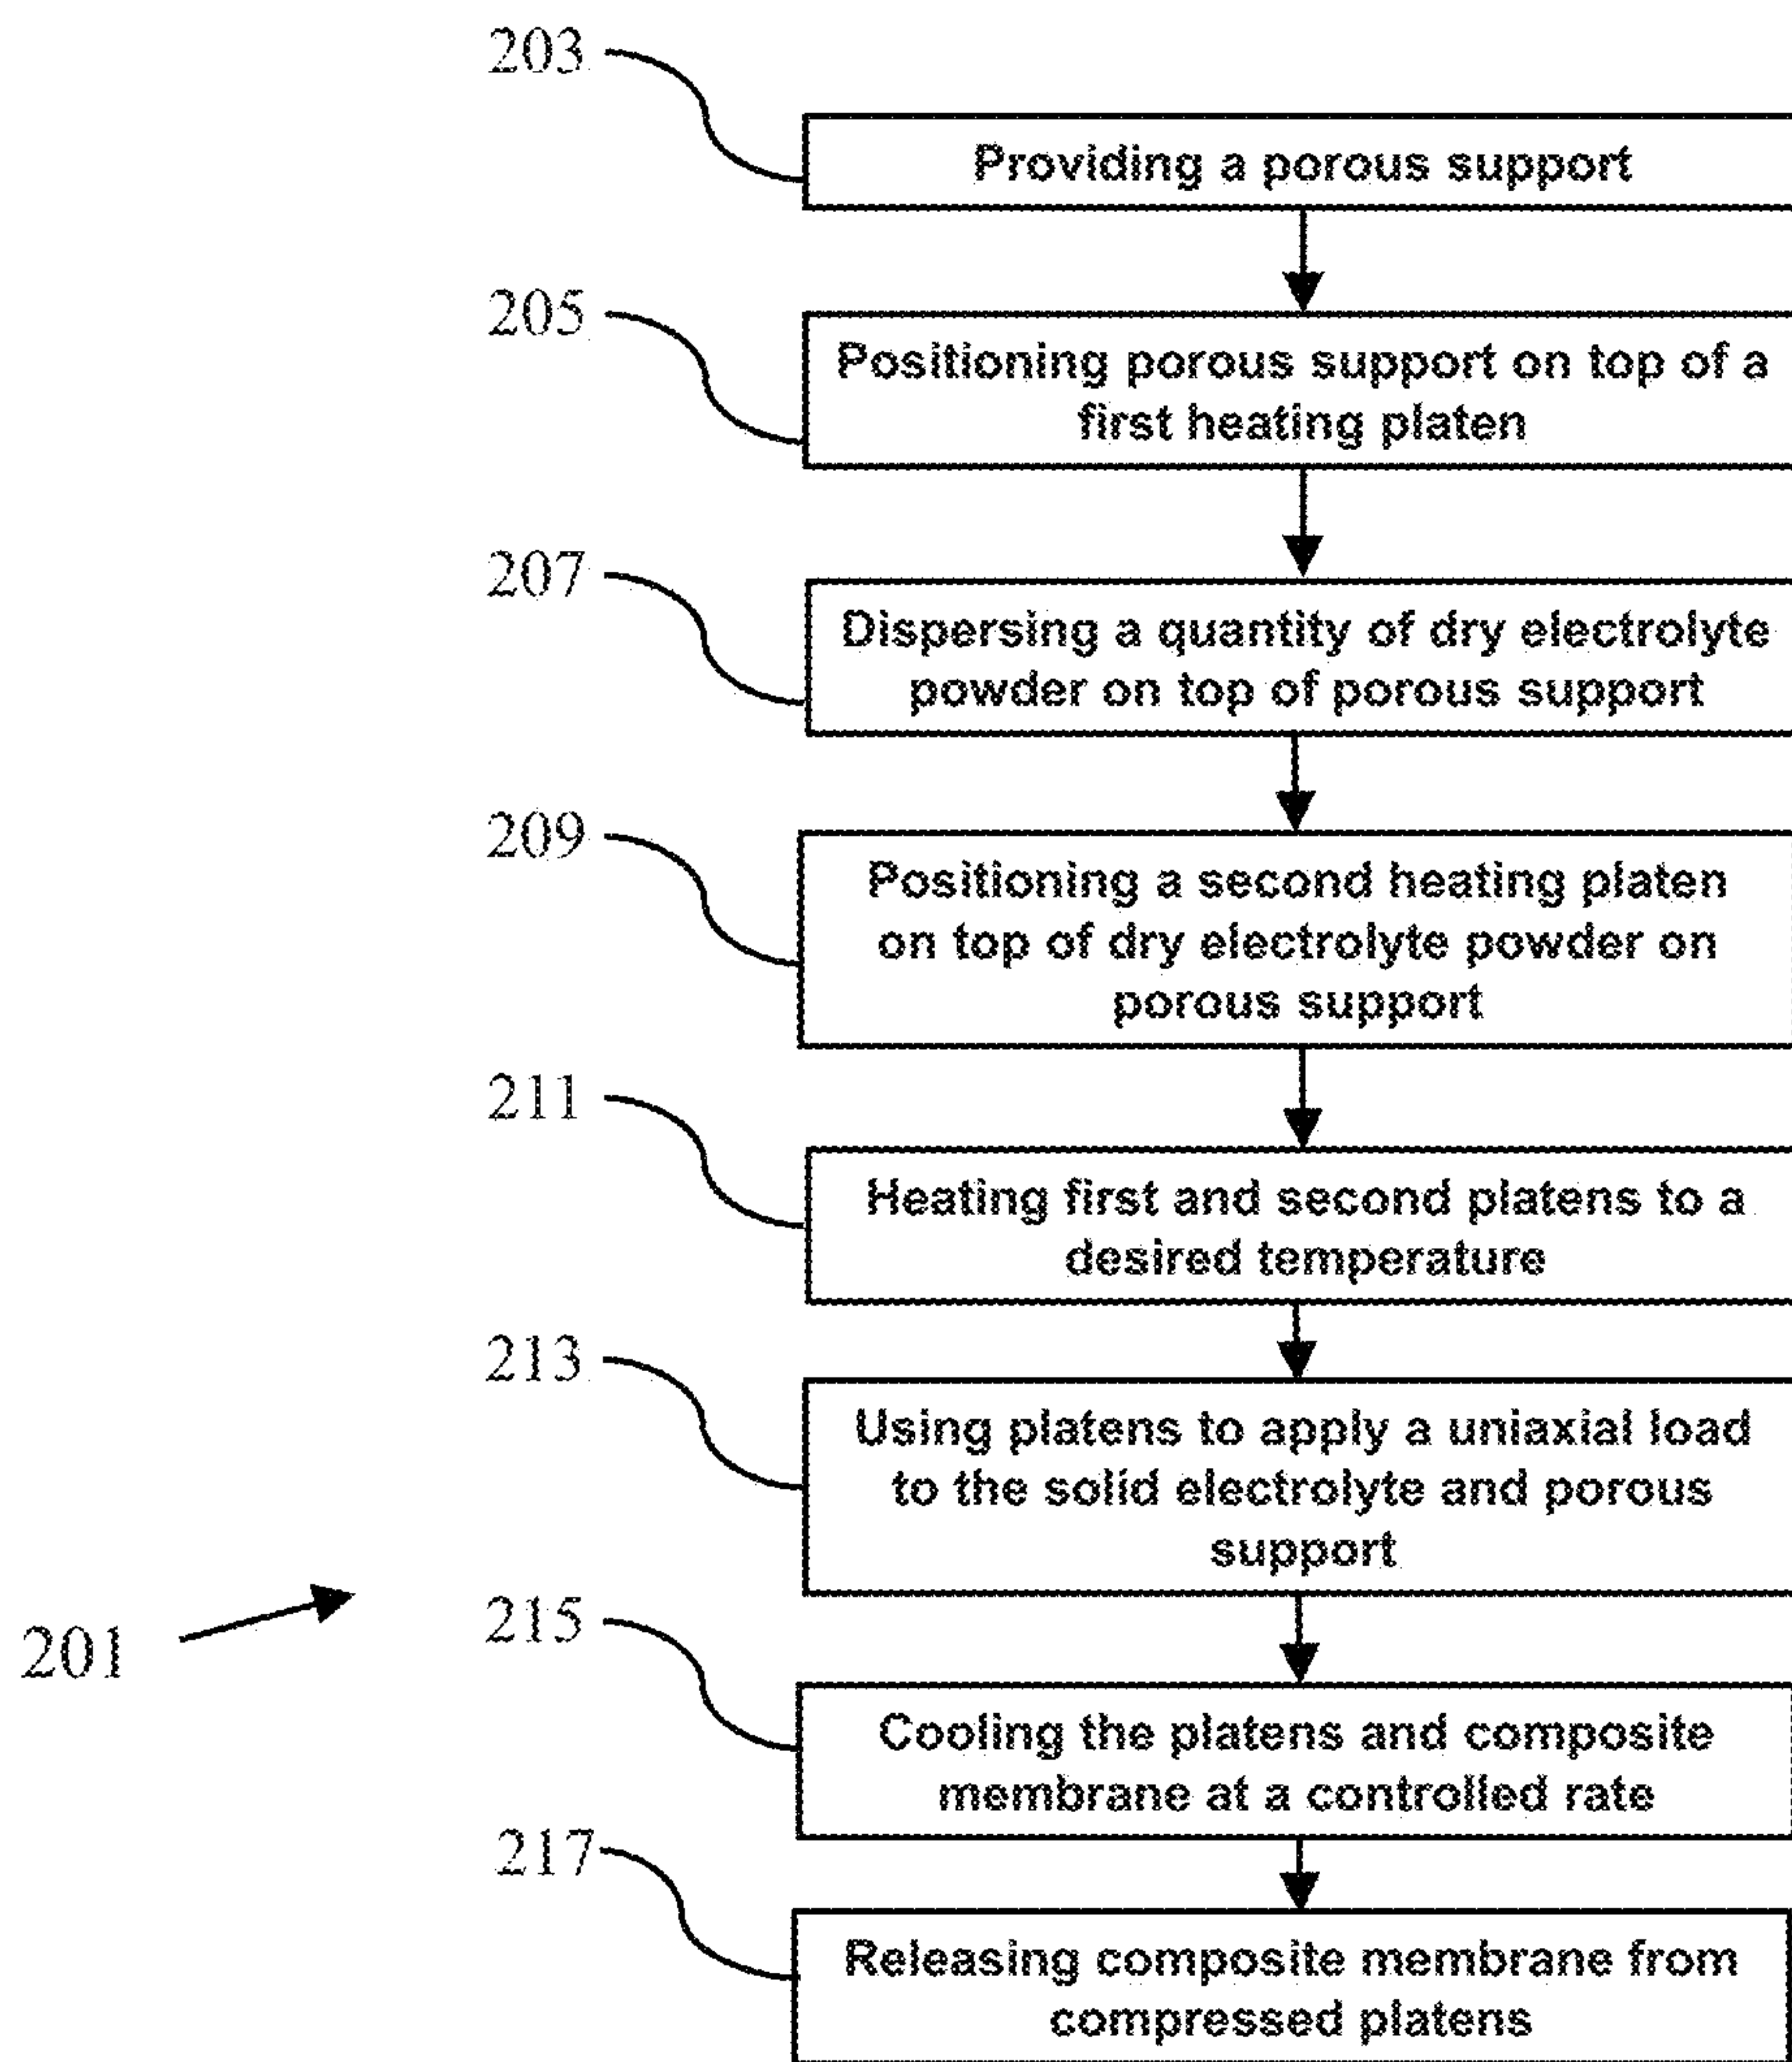 203
Providing a porous support
205
Positioning porous support on top of a
first heating platen
207
Dispersing a quantity of dry electrolyte
powder on top of porous support
209
Positioning a second heating platen
on top of dry electrolyte powder on
porous support
211
Heating first and second platens to a
desired temperature
213
Using platens to apply a uniaxial load
to the solid electrolyte and porous
support
201
215
Cooling the platens and composite
membrane at a controlled rate
217
Releasing composite membrane from
compressed platens